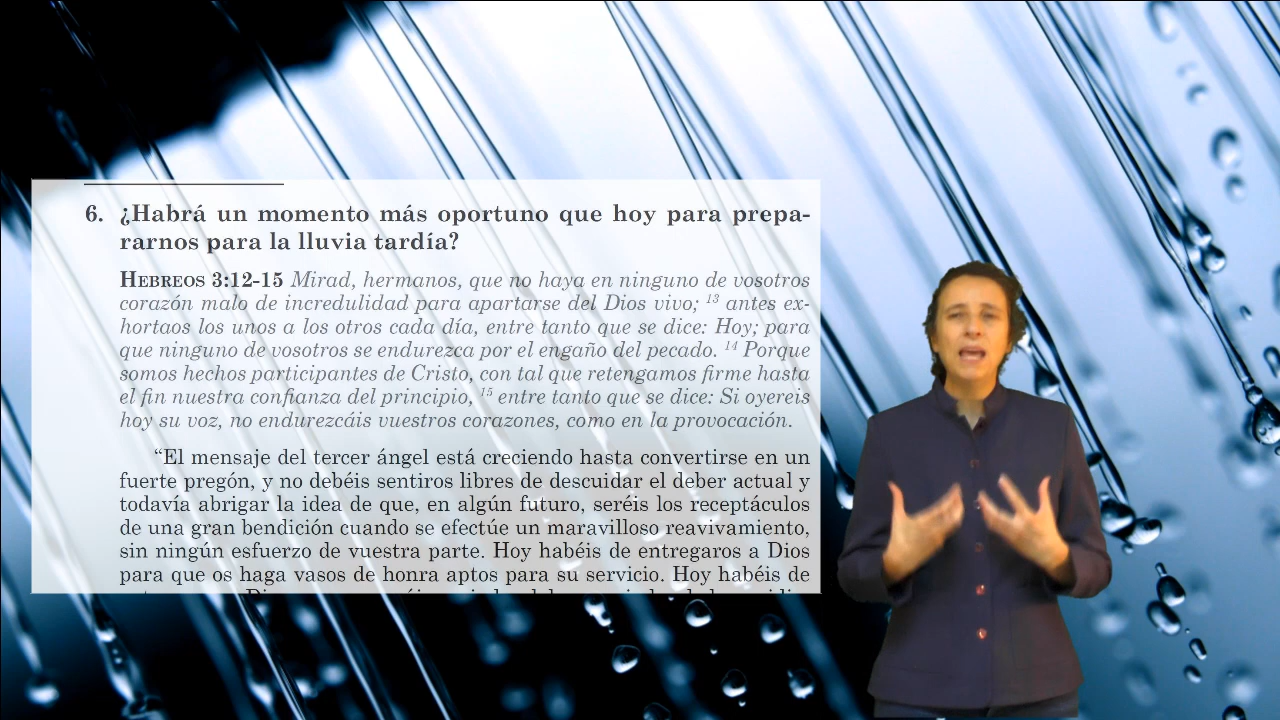 6. ¿Habrá un momento más oportuno que hoy para prepa-
rarnos para la lluvia tardía?
HEBREOS 3:12-15 Mirad, hermanos, que no haya en ninguno de vosotros
corazón malo de incredulidad para apartarse del Dios vivo; 13 antes ex-
hortaos los unos a los otros cada día, entre tanto que se dice: Hoy; para
que ninguno de vosotros se endurezca por el engaño del pecado. 14 Porque
somos hechos participantes de Cristo, con tal que retengamos firme hasta
el fin nuestra confianza del principio, 15 entre tanto que se dice: Si oyereis
hoy su voz, no endurezcáis vuestros corazones, como en la provocación.
“El mensaje del tercer ángel está creciendo hasta convertirse en un
fuerte pregón, y no debéis sentiros libres de descuidar el deber actual y
todavía abrigar la idea de que, en algún futuro, seréis los receptáculos
de una gran bendición cuando se efectúe un maravilloso reavivamiento,
sin ningún esfuerzo de vuestra parte. Hoy habéis de entregaros a Dios
para que os haga vasos de honra aptos para su servicio. Hoy habéis de